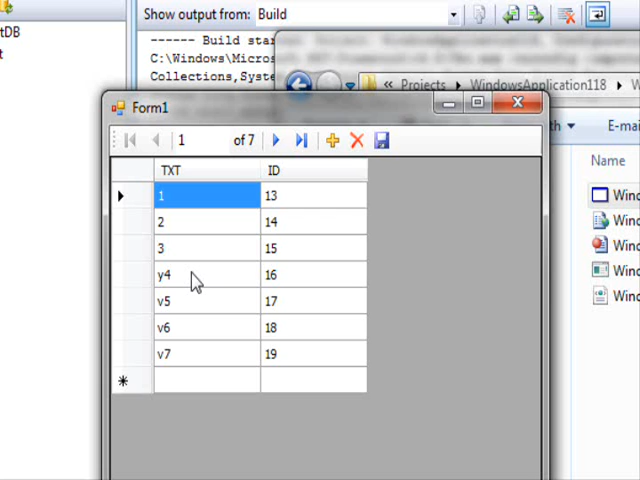 tDB
t
Show output from: Build
------ Build star
C:\Windows\Micros
Collections,Syste
Projects WindowsApplication118 W
E-mai
Name
Wind
Wind
Wind
Wind
Wind
Form1
1 of 7
TXT ID
1 13
2 14
3 15
y4 16
v5 17
v6 18
v7 19